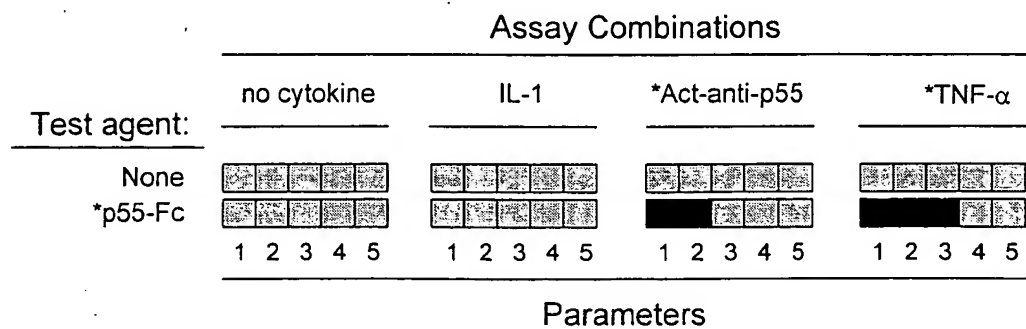 Assay Combinations
no cytokine IL-1 *Act-anti-p55 *TNF-α
Test agent:
None
*p55-Fc
1 2 3 4 5 1 2 3 4 5 1 2 3 4 5 1 2 3 4 5
Parameters